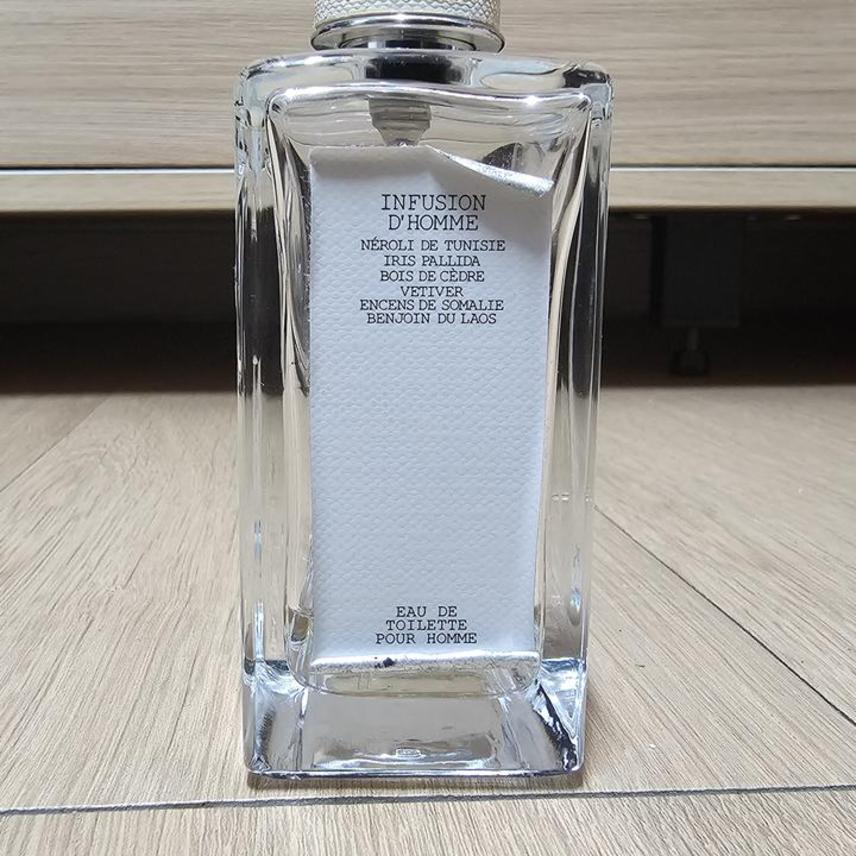 INFUSION
D'HOMME
NÉROLI DE TUNISIE
IRIS PALLIDA
BOIS DE CÈDRE
VETIVER
ENCENS DE SOMALIE
BENJOIN DU LAOS
EAU DE
TOILETTE
POUR HOMME